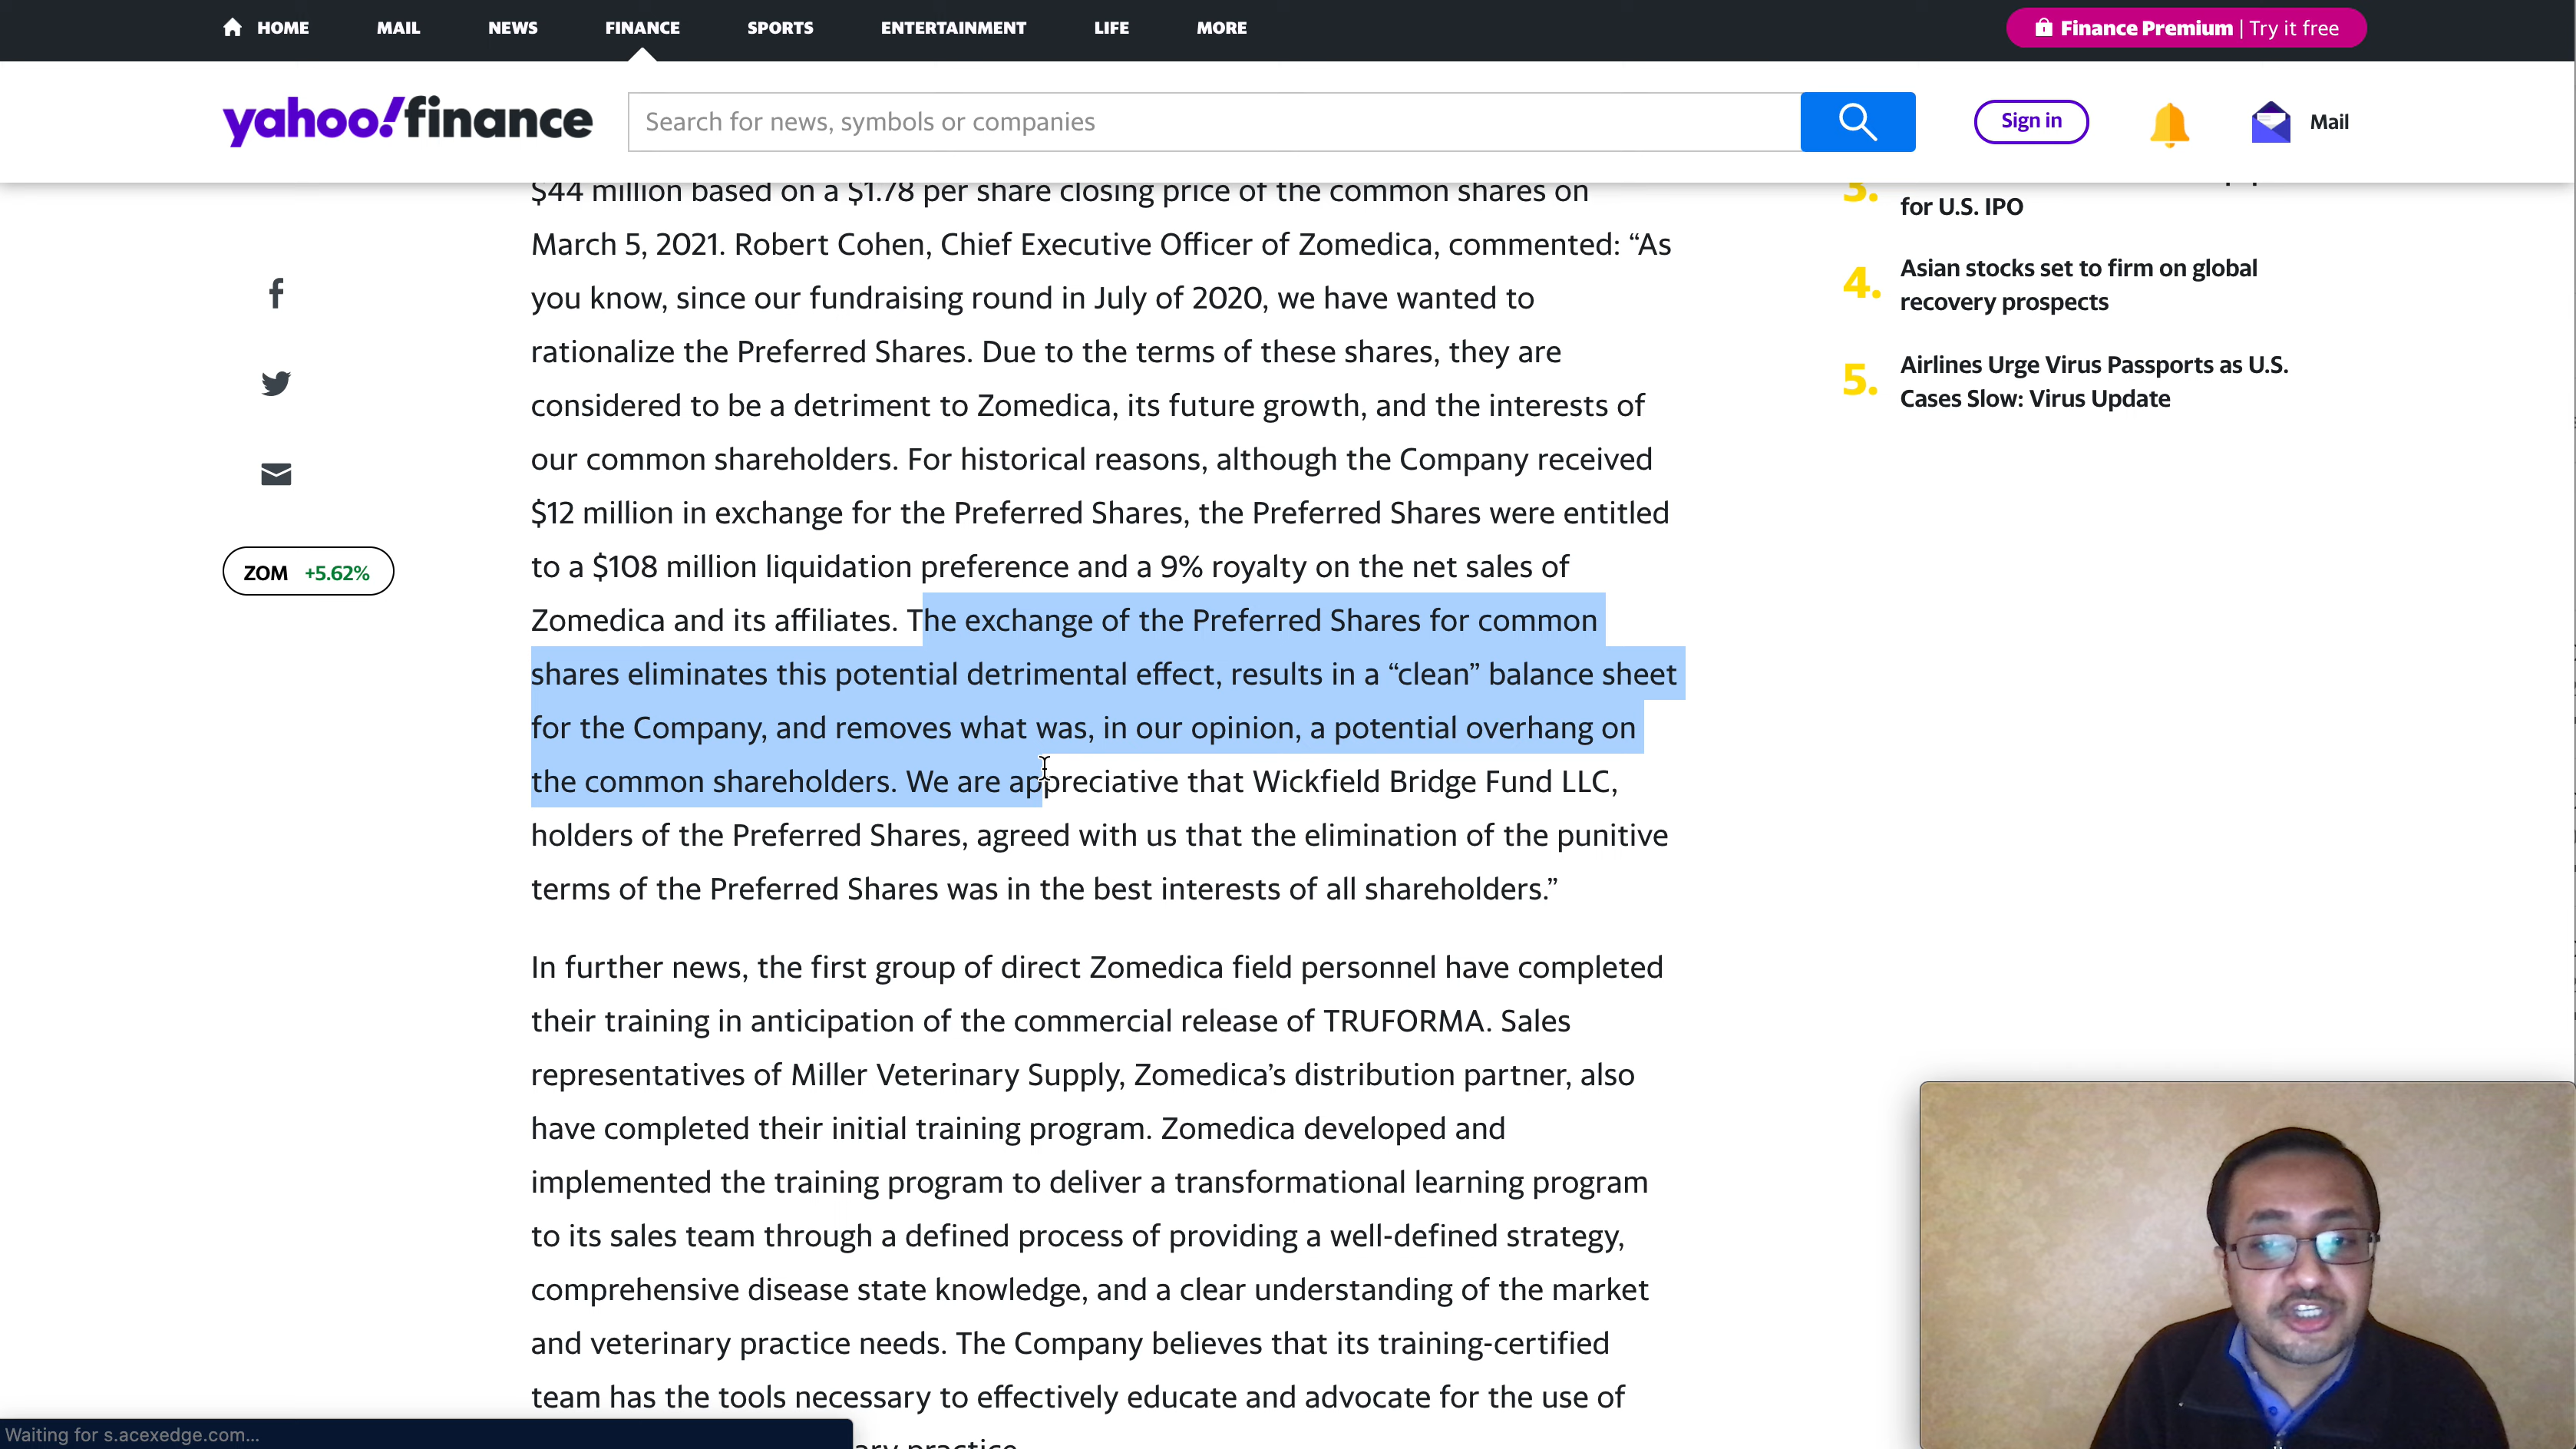 HOME MAIL NEWS FINANCE SPORTS ENTERTAINMENT LIFE MORE
Finance Premium | Try it free
yahoo!finance
Search for news, symbols or companies
Sign in
Mail
$44 million based on a $1.78 per share closing price of the common shares on
March 5, 2021. Robert Cohen, Chief Executive Officer of Zomedica, commented: “As
you know, since our fundraising round in July of 2020, we have wanted to
rationalize the Preferred Shares. Due to the terms of these shares, they are
considered to be a detriment to Zomedica, its future growth, and the interests of
our common shareholders. For historical reasons, although the Company received
$12 million in exchange for the Preferred Shares, the Preferred Shares were entitled
to a $108 million liquidation preference and a 9% royalty on the net sales of
Zomedica and its affiliates. The exchange of the Preferred Shares for common
shares eliminates this potential detrimental effect, results in a “clean” balance sheet
for the Company, and removes what was, in our opinion, a potential overhang on
the common shareholders. We are appreciative that Wickfield Bridge Fund LLC,
holders of the Preferred Shares, agreed with us that the elimination of the punitive
terms of the Preferred Shares was in the best interests of all shareholders.”
In further news, the first group of direct Zomedica field personnel have completed
their training in anticipation of the commercial release of TRUFORMA. Sales
representatives of Miller Veterinary Supply, Zomedica’s distribution partner, also
have completed their initial training program. Zomedica developed and
implemented the training program to deliver a transformational learning program
to its sales team through a defined process of providing a well-defined strategy,
comprehensive disease state knowledge, and a clear understanding of the market
and veterinary practice needs. The Company believes that its training-certified
team has the tools necessary to effectively educate and advocate for the use of
practice
ZOM +5.62%
3.
for U.S. IPO
4. Asian stocks set to firm on global
recovery prospects
5. Airlines Urge Virus Passports as U.S.
Cases Slow: Virus Update
Waiting for s.acexedge.com...